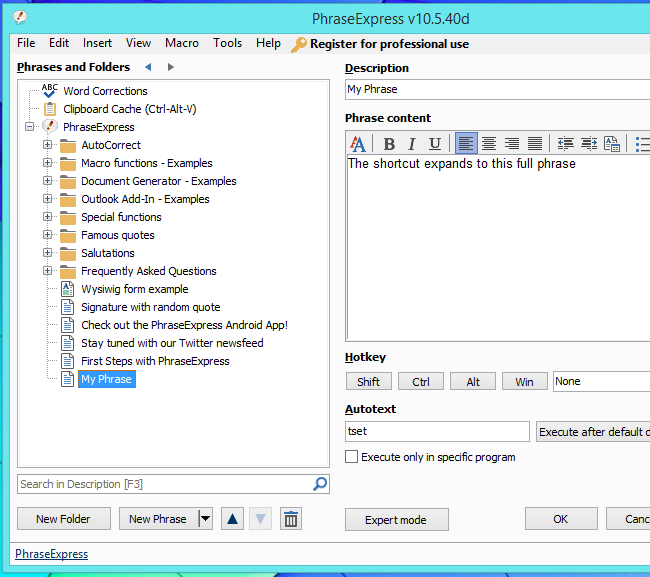 PhraseExpress v10.5.40d
File Edit Insert View Macro Tools Help Register for professional use
Phrases and Folders
ABC Word Corrections
Clipboard Cache (Ctrl-Alt-V)
PhraseExpress
AutoCorrect
Macro functions - Examples
Document Generator - Examples
Outlook Add-In - Examples
Special functions
Famous quotes
Salutations
Frequently Asked Questions
Wysiwig form example
Signature with random quote
Check out the PhraseExpress Android App!
Stay tuned with our Twitter newsfeed
First Steps with PhraseExpress
My Phrase
Search in Description [F3]
New Folder New Phrase
Description
My Phrase
Phrase content
A B I U
The shortcut expands to this full phrase
Hotkey
Shift Ctrl Alt Win None
Autotext
tset Execute after default d
Execute only in specific program
Expert mode OK Canc
PhraseExpress